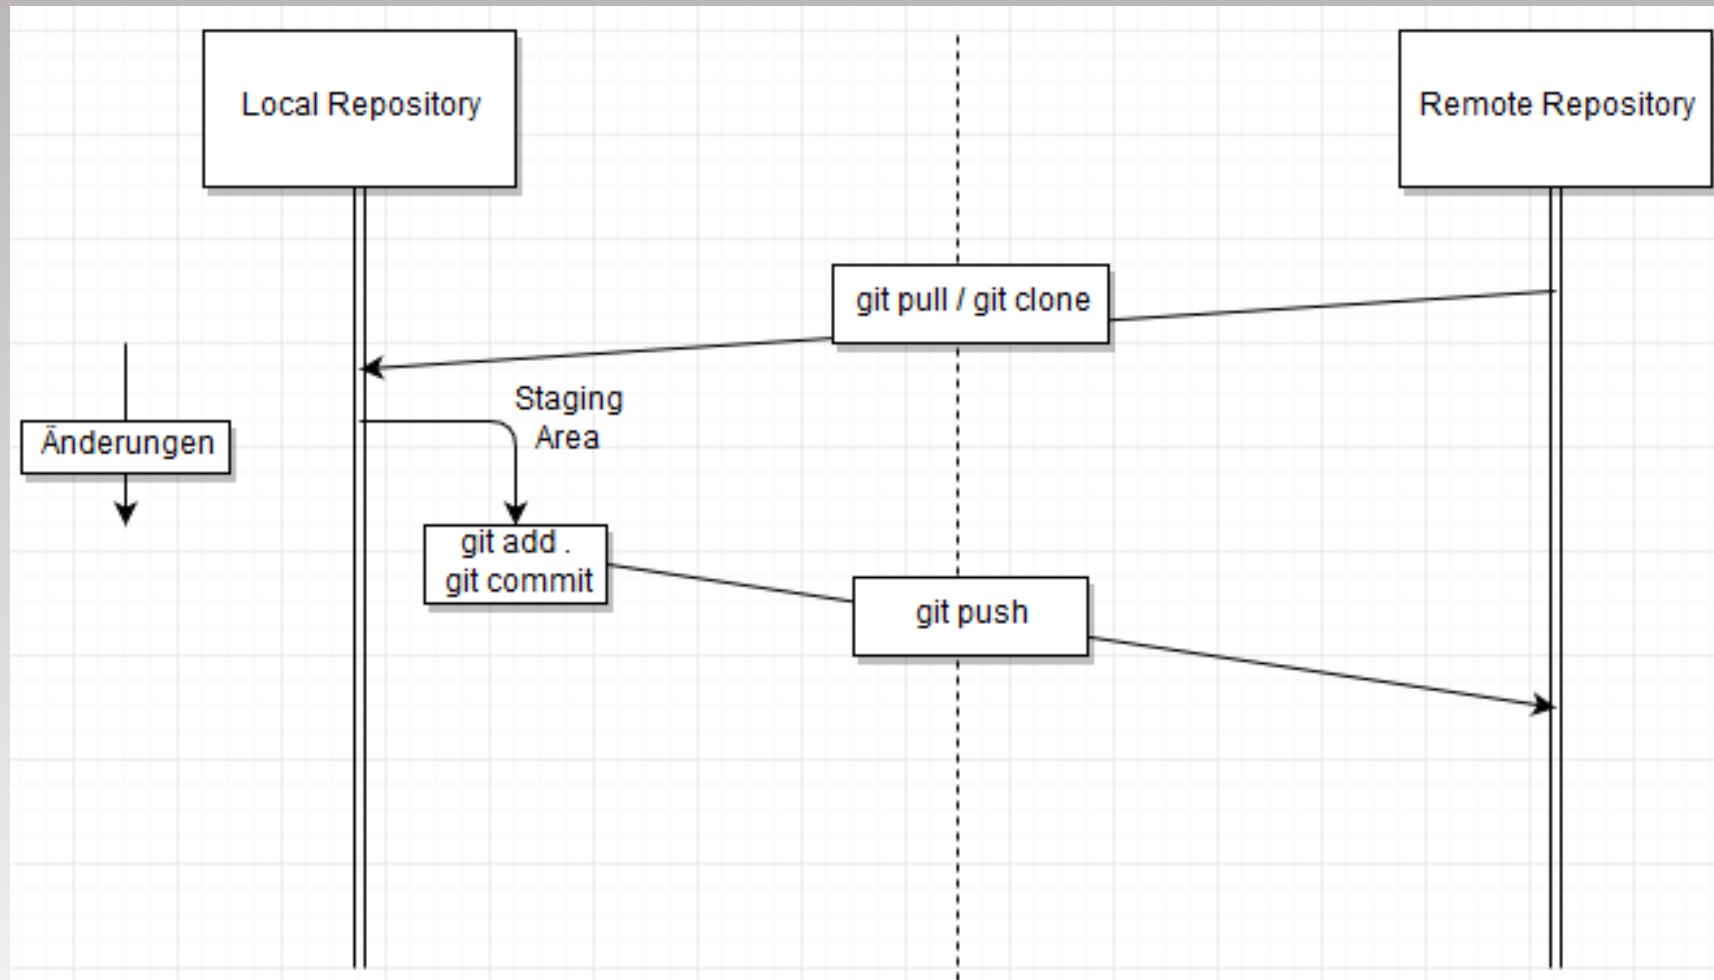 Local Repository
Remote Repository
git pull / git clone
Staging
Area
Änderungen
git add .
git commit
git push